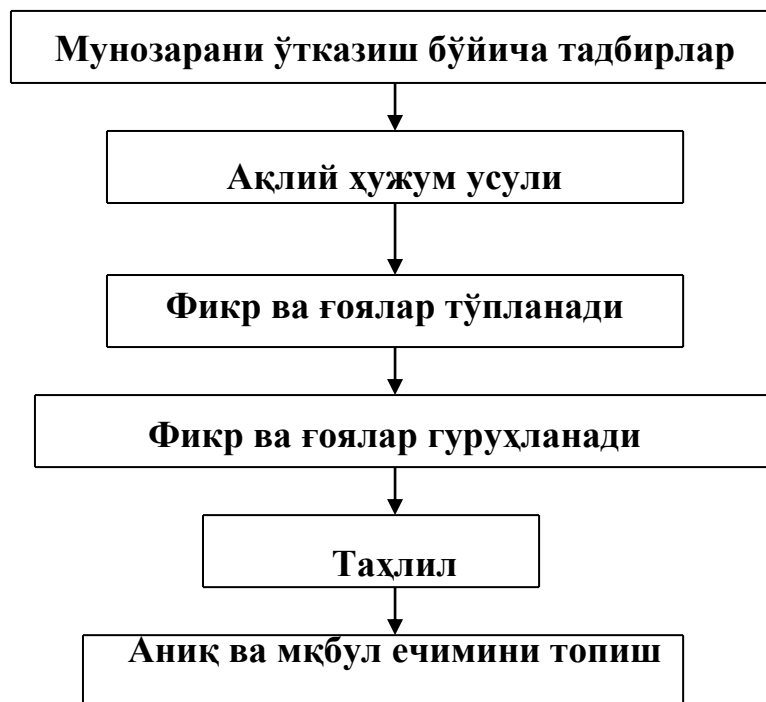 Мунозарани ўтказиш бўйича тадбирлар
Ақлий ҳужум усули
Фикр ва ғоялар тўпланади
Фикр ва ғоялар гуруҳланади
Таҳлил
Аниқ ва мқбул ечимини топиш